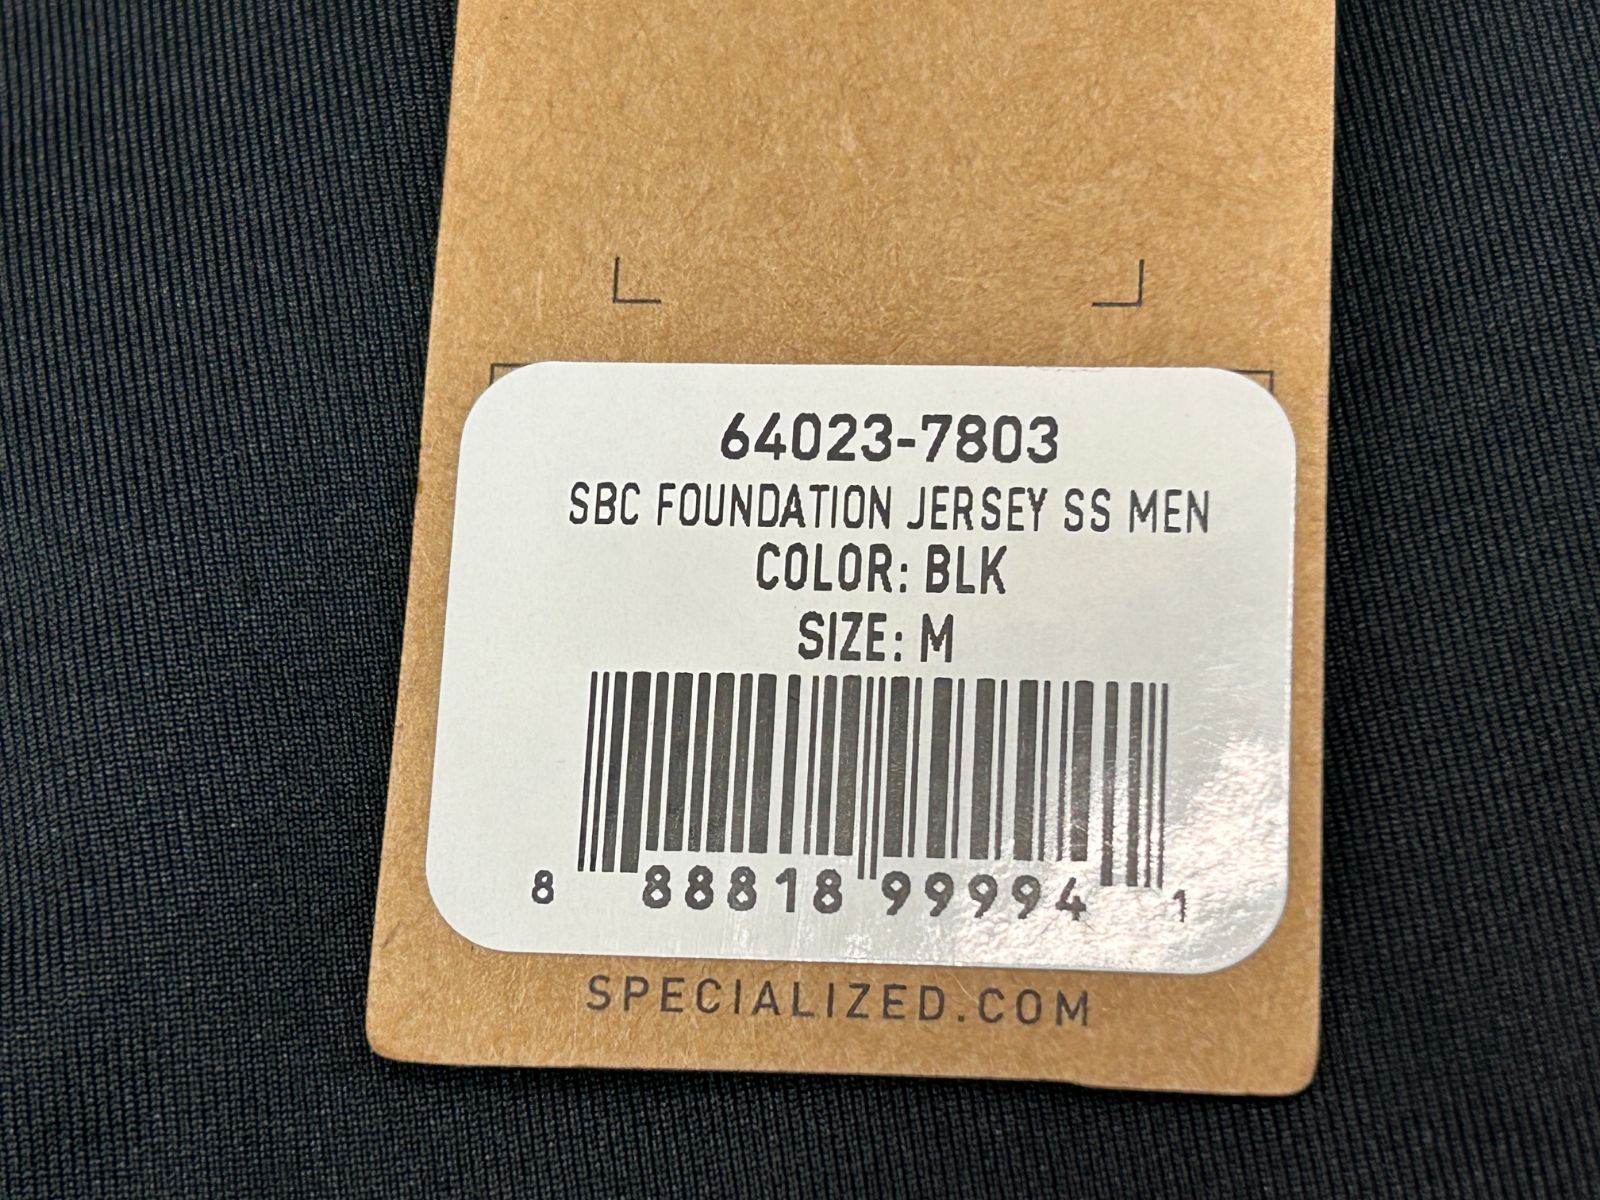 64023-7803
SBC FOUNDATION JERSEY SS MEN
COLOR: BLK
SIZE: M
8 88818 99994 1
SPECIALIZED.COM